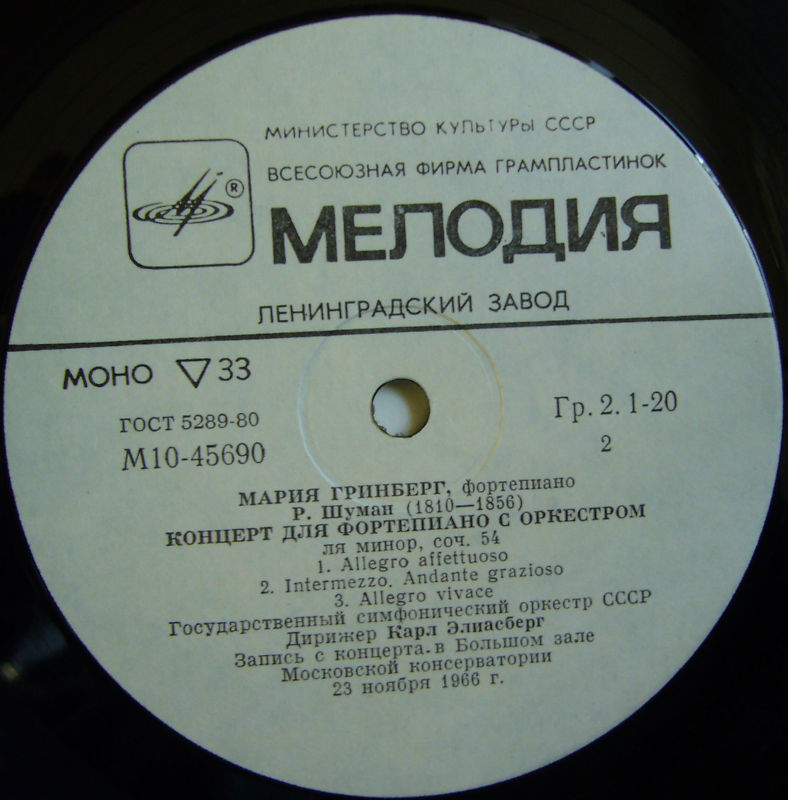 МИНИСТЕРСТВО КУЛЬТУРЫ СССР
ВСЕСОЮЗНАЯ ФИРМА ГРАМПЛАСТИНОК
®
МЕЛОДИЯ
ЛЕНИНГРАДСКИЙ ЗАВОД
МОНО ▽ 33
ГОСТ 5289-80
М10-45690
Гр. 2. 1-20
2
МАРИЯ ГРИНБЕРГ, фортепиано
Р. Шуман (1810—1856)
КОНЦЕРТ ДЛЯ ФОРТЕПИАНО С ОРКЕСТРОМ
ля минор, соч. 54
1. Allegro affettuoso
2. Intermezzo. Andante grazioso
3. Allegro vivace
Государственный симфонический оркестр СССР
Дирижер Карл Элиасберг
Запись с концерта в Большом зале
Московской консерватории
23 ноября 1966 г.